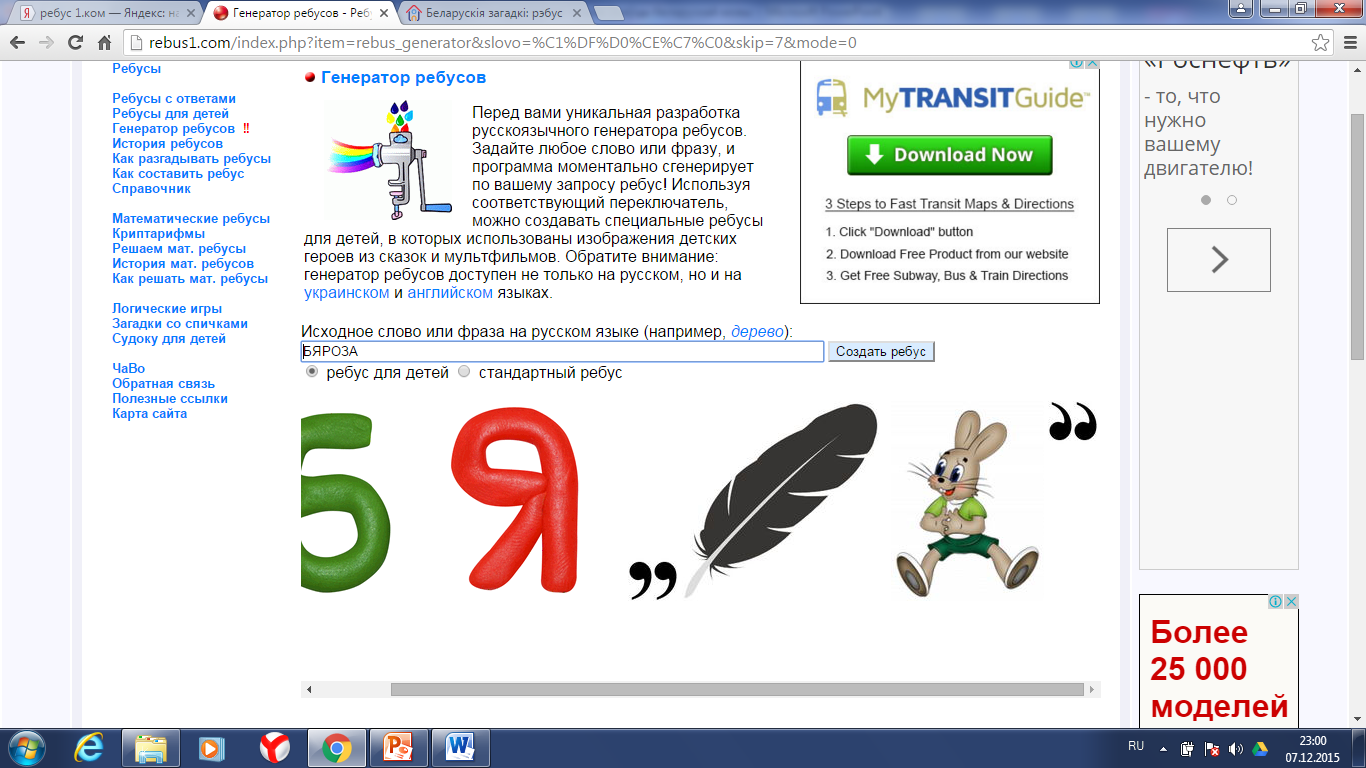 ребус 1.ком — Яндекс: на
Генератор ребусов - Ребу
Беларускія загадкі: рэбус
rebus1.com/index.php?item=rebus_generator&slovo=%C1%DF%D0%CE%C7%C0&skip=7&mode=0
Ребусы
Ребусы с ответами
Ребусы для детей
Генератор ребусов !!
История ребусов
Как разгадывать ребусы
Как составить ребус
Справочник
Математические ребусы
Криптарифмы
Решаем мат. ребусы
История мат. ребусов
Как решать мат. ребусы
Логические игры
Загадки со спичками
Судоку для детей
ЧаВо
Обратная связь
Полезные ссылки
Карта сайта
Генератор ребусов
Перед вами уникальная разработка
русскоязычного генератора ребусов.
Задайте любое слово или фразу, и
программа моментально сгенерирует
по вашему запросу ребус! Используя
соответствующий переключатель,
можно создавать специальные ребусы
для детей, в которых использованы изображения детских
героев из сказок и мультфильмов. Обратите внимание:
генератор ребусов доступен не только на русском, но и на
украинском и английском языках.
Исходное слово или фраза на русском языке (например, дерево):
БЯРОЗА
Создать ребус
ребус для детей стандартный ребус
Б Я ,, ,,
MyTRANSITGuide™
Download Now
3 Steps to Fast Transit Maps & Directions
1. Click "Download" button
2. Download Free Product from our website
3. Get Free Subway, Bus & Train Directions
«Роснефть»
- то, что
нужно
вашему
двигателю!
Более
25 000
моделей
RU
23:00
07.12.2015